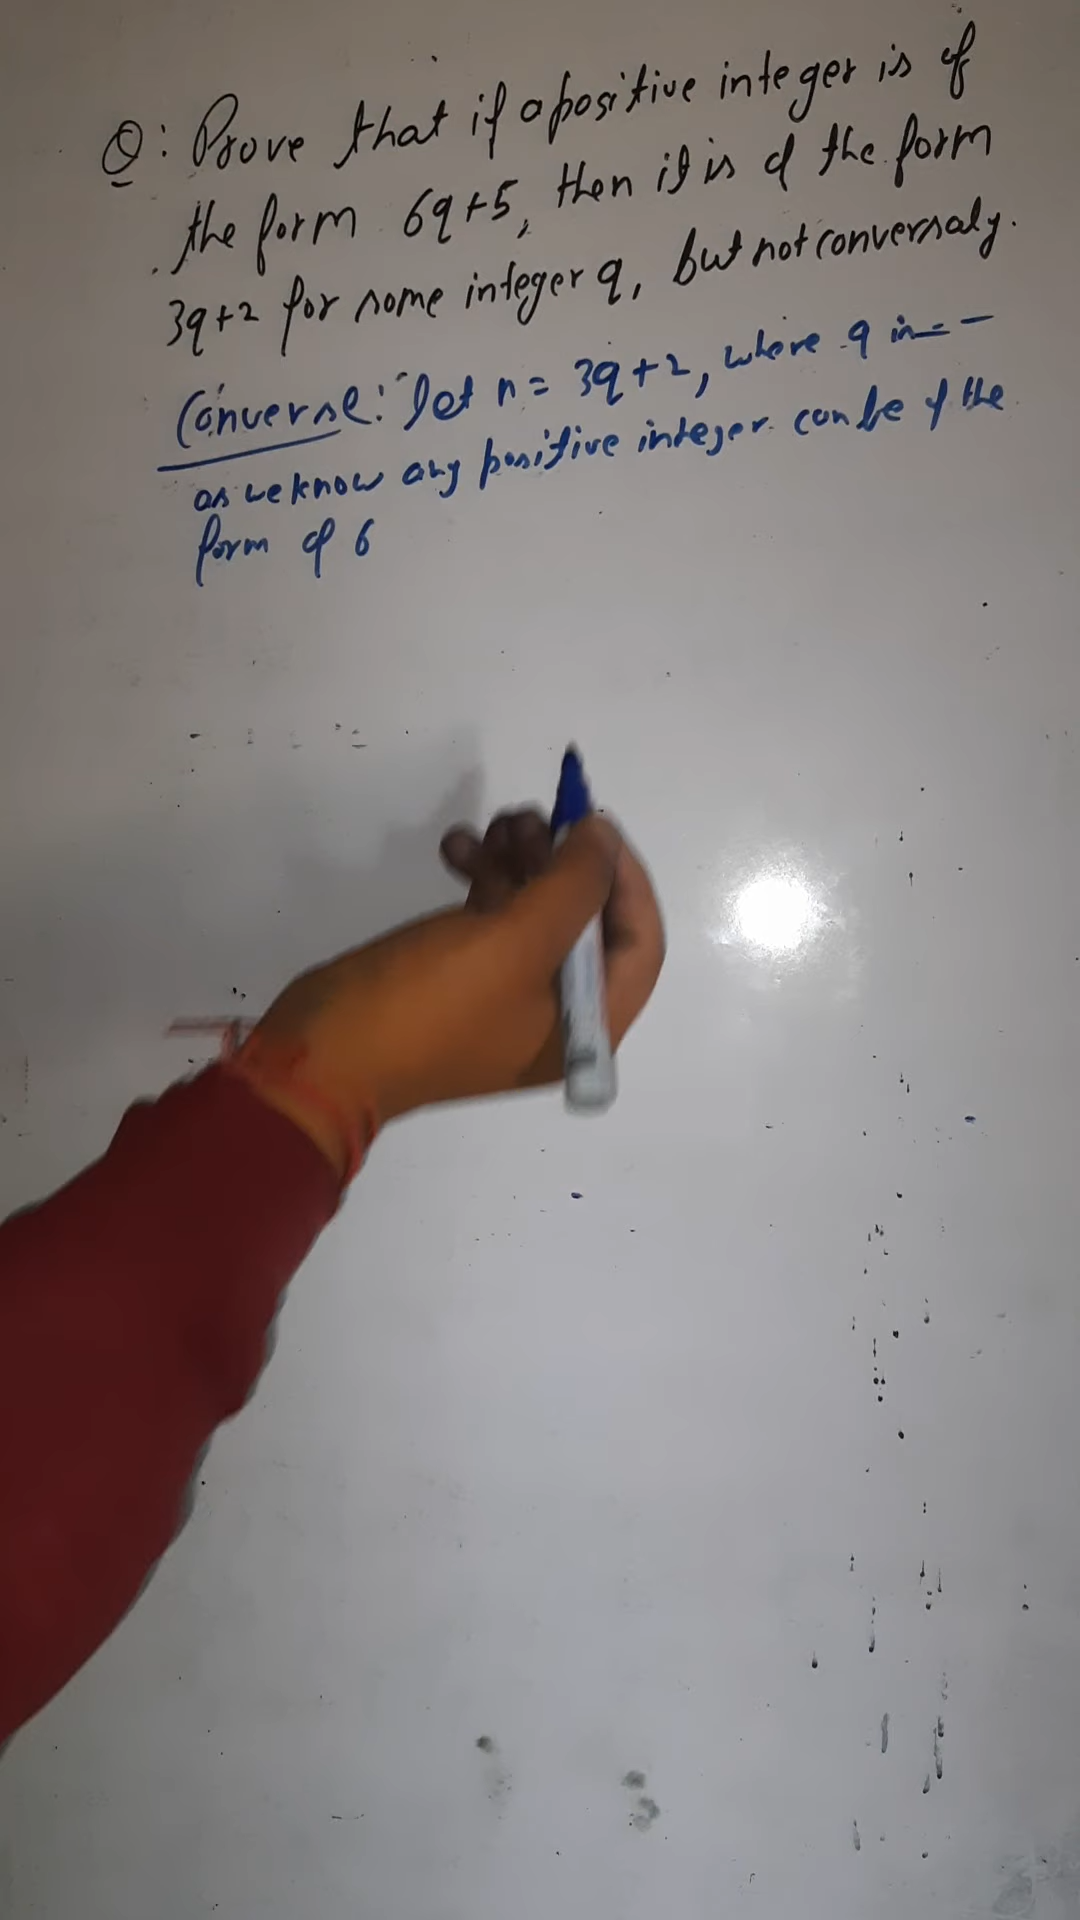 Q: Prove that if a positive integer is of
the form 6q+5, then it is of the form
3q+2 for some integer q, but not conversaly.
Converse: let n = 3q+2, where q in - -
as we know any positive integer can be of the
form of 6